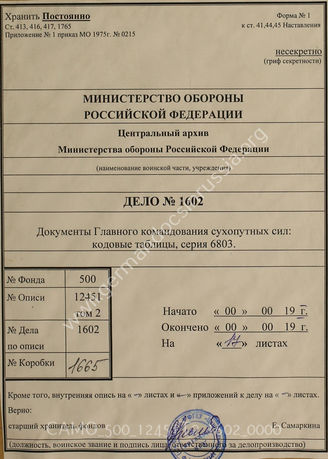 Хранить Постоянно Форма № 1
Ст. 413, 416, 417, 1765 к ст. 41,44,45 Наставления
Приложение № 1 приказ МО 1975г. № 0215
несекретно
(гриф секретности)
МИНИСТЕРСТВО ОБОРОНЫ
РОССИЙСКОЙ ФЕДЕРАЦИИ
Центральный архив
Министерства обороны Российской Федерации
(наименование воинской части, учреждения)
ДЕЛО № 1602
Документы Главного командования сухопутных сил:
кодовые таблицы, серия 6803.
№ Фонда 500
№ Описи 12451
том 2
№ Дела 1602
по описи
№ Коробки 1665
Начато « 00 » 00 19 г.
Окончено « 00 » 00 19 г.
На « » листах
Кроме того, внутренняя опись на «–» листах и «–» приложений к делу на «–» листах.
Верно:
старший хранитель фондов Е. Самаркина
(должность, воинское звание и подпись лица, ответственного за делопроизводство)
www.germandocsinrussia.org